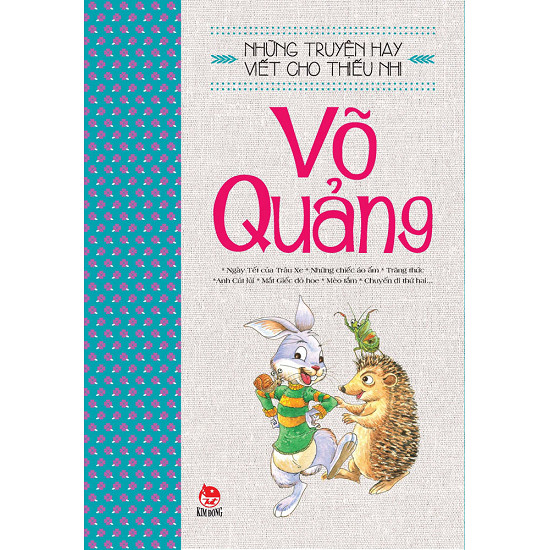 NHỮNG TRUYỆN HAY
VIẾT CHO THIẾU NHI
VÕ
QUẢNG
* Ngày Tết của Trâu Xe * Những chiếc áo ấm * Trăng thức
*Anh Cút lủi * Mắt Giếc đỏ hoe * Mèo tắm * Chuyến đi thứ hai...
KIM ĐỒNG